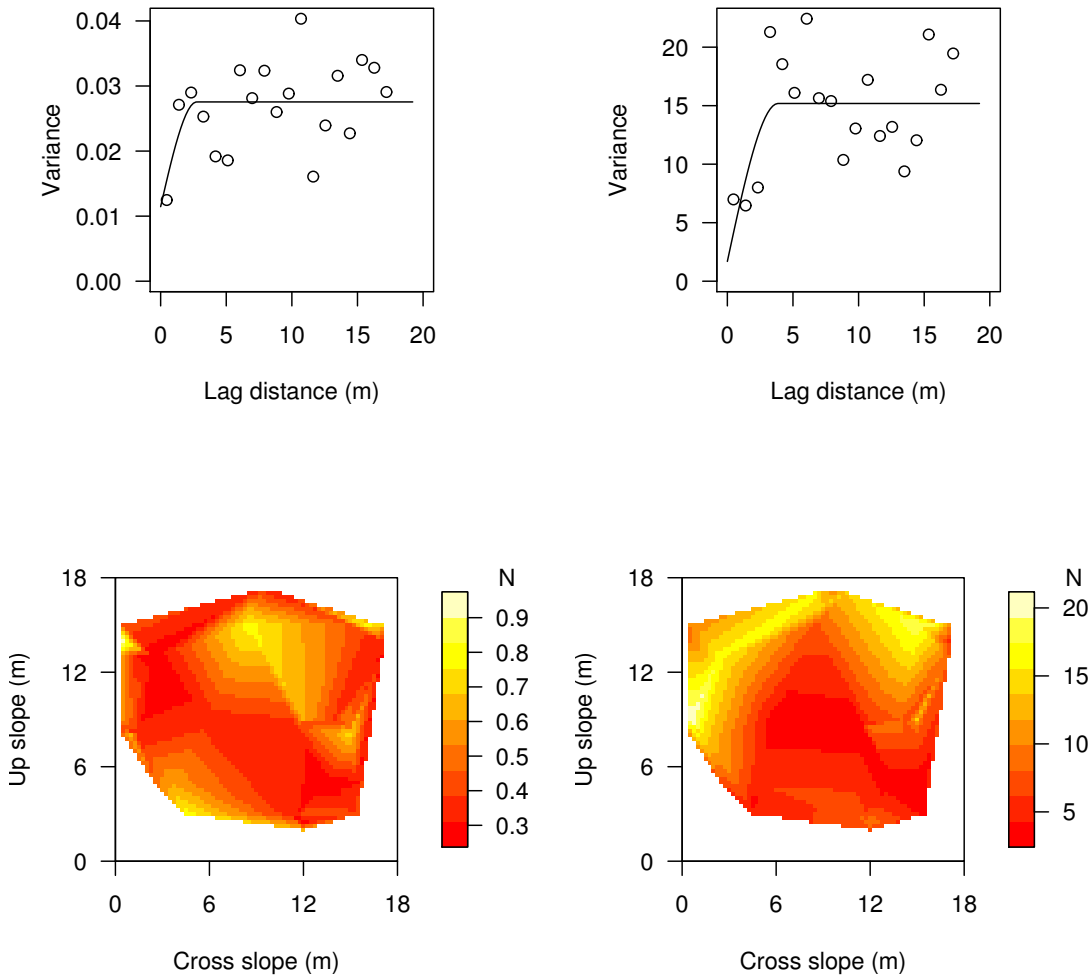 0.04
0.03
0.02
0.01
0.00
Variance
0 5 10 15 20
Lag distance (m)
20
15
10
5
0
Variance
0 5 10 15 20
Lag distance (m)
18
12
6
0
Up slope (m)
0 6 12 18
Cross slope (m)
N
0.9
0.8
0.7
0.6
0.5
0.4
0.3
18
12
6
0
Up slope (m)
0 6 12 18
Cross slope (m)
N
20
15
10
5